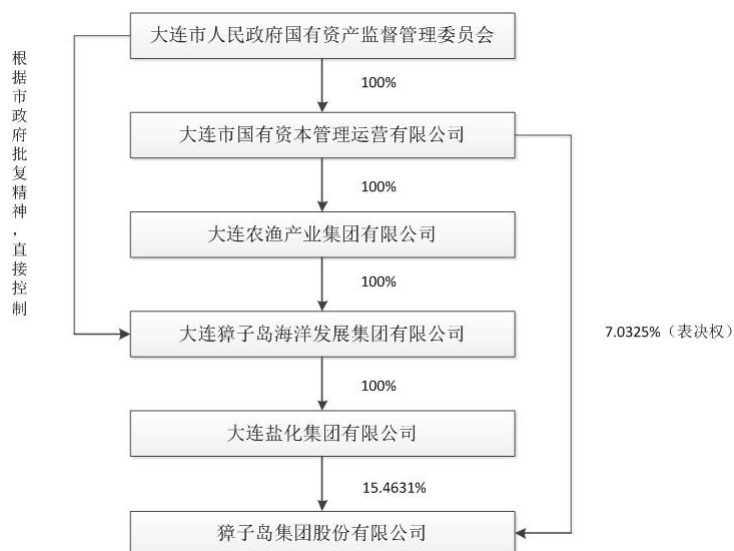 大连市人民政府国有资产监督管理委员会
根据市政府批复精神，直接控制
100%
大连市国有资本管理运营有限公司
100%
大连农渔产业集团有限公司
100%
大连獐子岛海洋发展集团有限公司
7.0325%（表决权）
100%
大连盐化集团有限公司
15.4631%
獐子岛集团股份有限公司